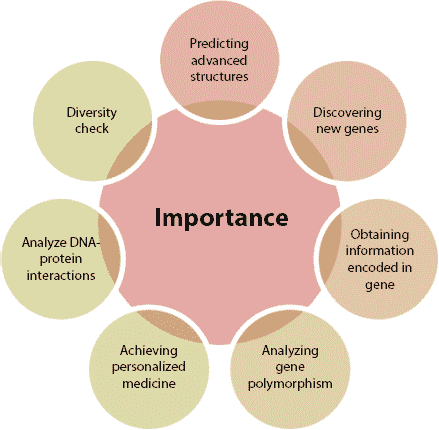 Predicting
advanced
structures
Discovering
new genes
Obtaining
information
encoded in
gene
Analyzing
gene
polymorphism
Achieving
personalized
medicine
Analyze DNA-
protein
interactions
Diversity
check
Importance